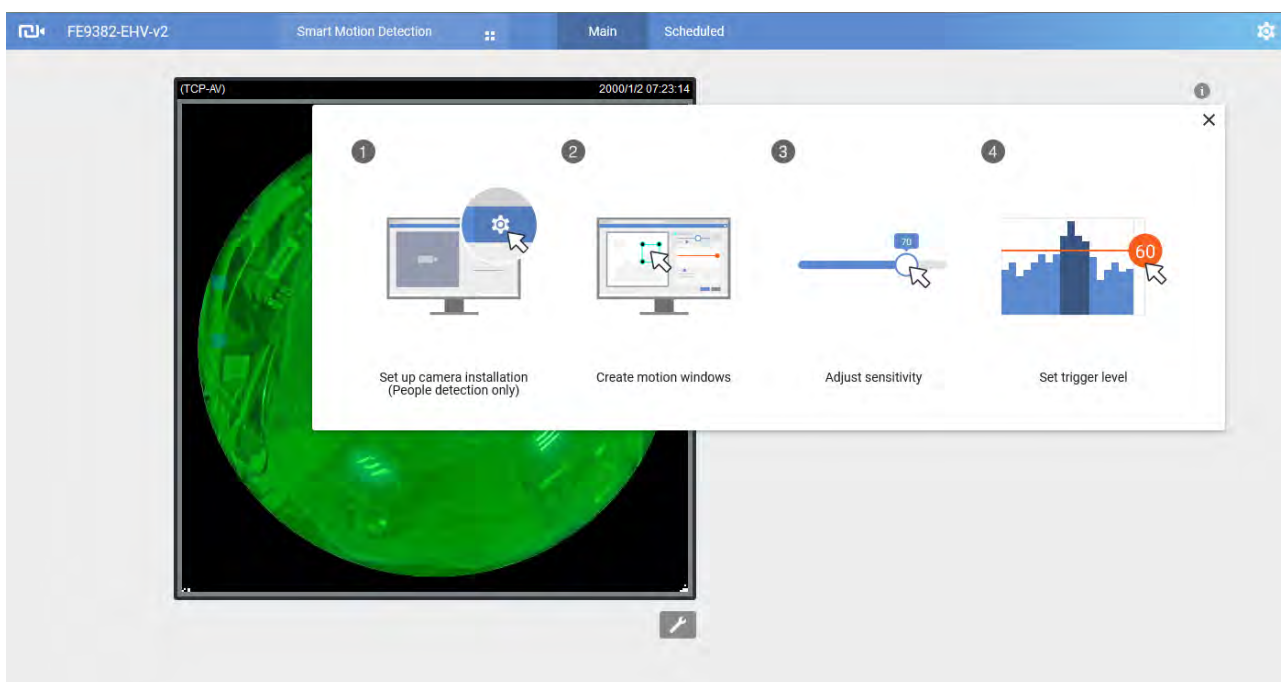 FE9382-EHV-v2
Smart Motion Detection
Main
Scheduled
(TCP-AV)
2000/1/2 07:23:14
i
1
2
3
4
70
60
Set up camera installation
(People detection only)
Create motion windows
Adjust sensitivity
Set trigger level